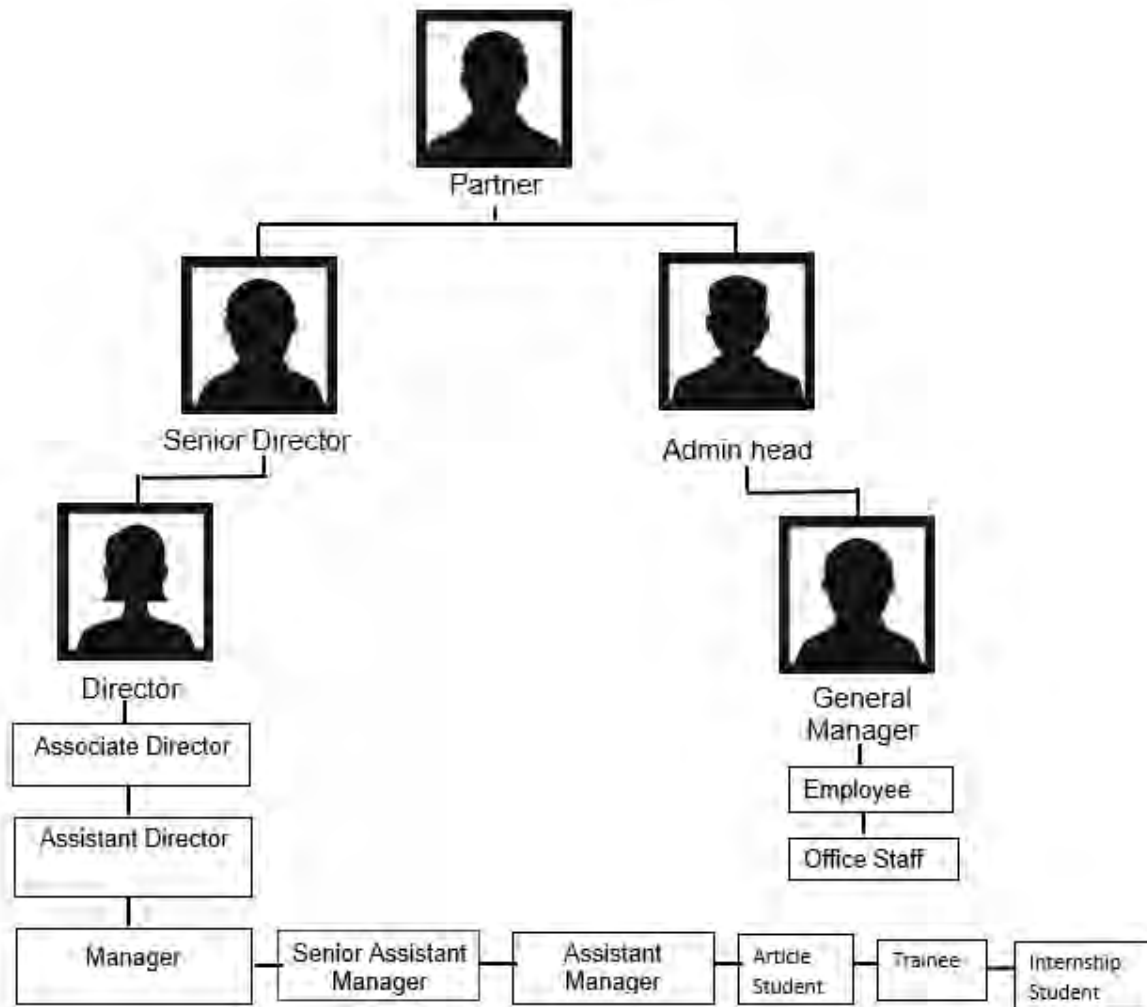 Partner
Senior Director
Admin head
Director
General
Manager
Associate Director
Employee
Assistant Director
Office Staff
Manager
Senior Assistant
Manager
Assistant
Manager
Article
Student
Trainee
Internship
Student